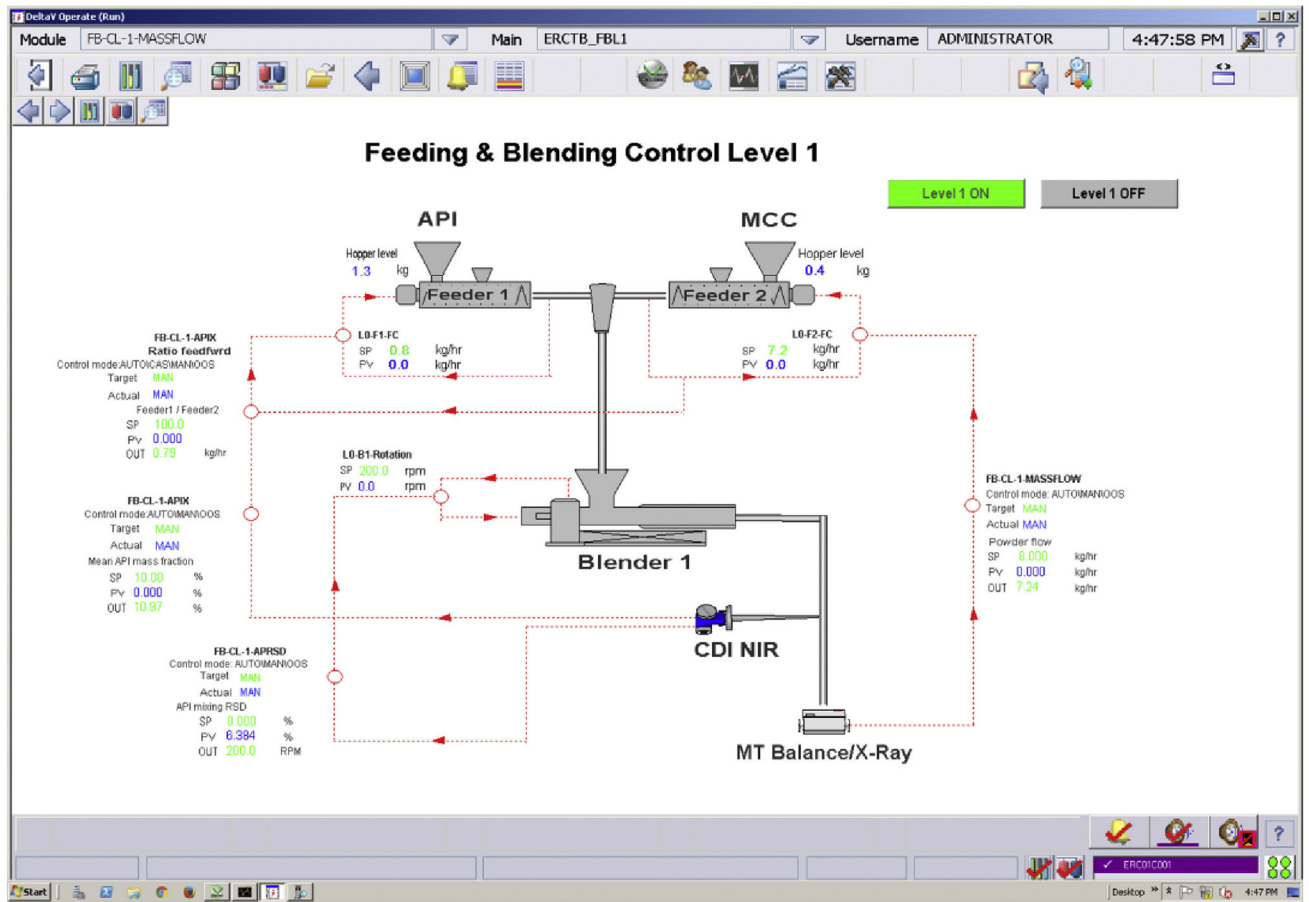 DeltaV Operate (Run)
Module FB-CL-1-MASSFLOW Main ERCTB_FBL1 Username ADMINISTRATOR 4:47:58 PM ?
Feeding & Blending Control Level 1
Level 1 ON Level 1 OFF
API MCC
Hopper level Hopper level
1.3 kg 0.4 kg
Feeder 1 Feeder 2
FB-CL-1-APIX
Ratio feedfwrd
Control mode:AUTO\CAS\MAN\OOS
Target MAN
Actual MAN
Feeder1 / Feeder2
SP 100.0
PV 0.000
OUT 0.79 kg/hr
L0-F1-FC
SP 0.8 kg/hr
PV 0.0 kg/hr
L0-F2-FC
SP 7.2 kg/hr
PV 0.0 kg/hr
L0-B1-Rotation
SP 200.0 rpm
PV 0.0 rpm
FB-CL-1-APIX
Control mode:AUTO\MAN\OOS
Target MAN
Actual MAN
Mean API mass fraction
SP 10.00 %
PV 0.000 %
OUT 10.97 %
Blender 1
FB-CL-1-MASSFLOW
Control mode: AUTO\MAN\OOS
Target MAN
Actual MAN
Powder flow
SP 8.000 kg/hr
PV 0.000 kg/hr
OUT 7.24 kg/hr
CDI NIR
FB-CL-1-APRSD
Control mode: AUTO\MAN\OOS
Target MAN
Actual MAN
API mixing RSD
SP 0.000 %
PV 6.384 %
OUT 200.0 RPM
MT Balance/X-Ray
?
ERC01C001
Start Desktop 4:47 PM